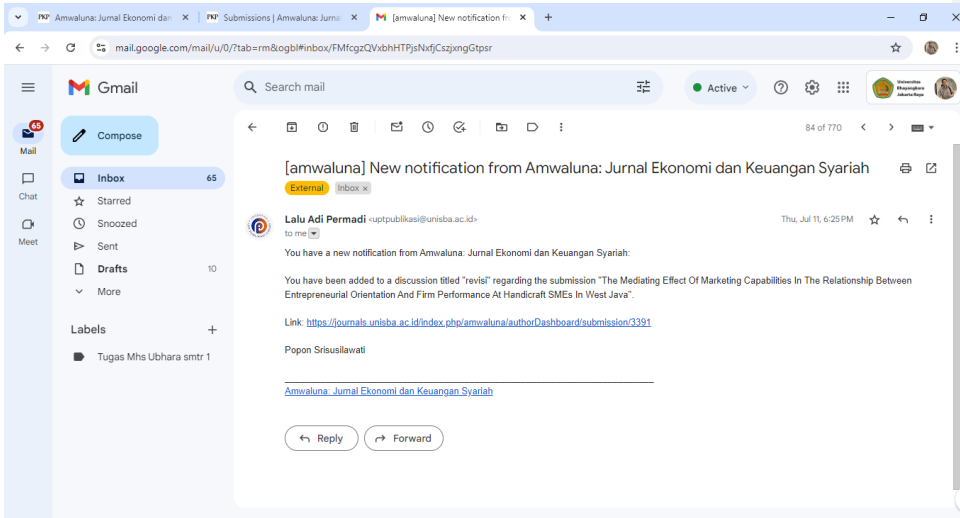 Amwaluna: Jurnal Ekonomi dan
Submissions | Amwaluna: Jurna
[amwaluna] New notification fro
mail.google.com/mail/u/0/?tab=rm&ogbl#inbox/FMfcgzQVxbhHTPjsNxfjCszjxngGtpsr
Gmail
Search mail
Active
Universitas
Bhayangkara
Jakarta Raya
65
Mail
Chat
Meet
Compose
Inbox 65
Starred
Snoozed
Sent
Drafts 10
More
Labels
Tugas Mhs Ubhara smtr 1
84 of 770
[amwaluna] New notification from Amwaluna: Jurnal Ekonomi dan Keuangan Syariah
External Inbox x
Lalu Adi Permadi <uptpublikasi@unisba.ac.id> Thu, Jul 11, 6:25 PM
to me
You have a new notification from Amwaluna: Jurnal Ekonomi dan Keuangan Syariah:
You have been added to a discussion titled "revisi" regarding the submission "The Mediating Effect Of Marketing Capabilities In The Relationship Between
Entrepreneurial Orientation And Firm Performance At Handicraft SMEs In West Java".
Link: https://journals.unisba.ac.id/index.php/amwaluna/authorDashboard/submission/3391
Popon Srisusilawati
Amwaluna: Jurnal Ekonomi dan Keuangan Syariah
Reply
Forward